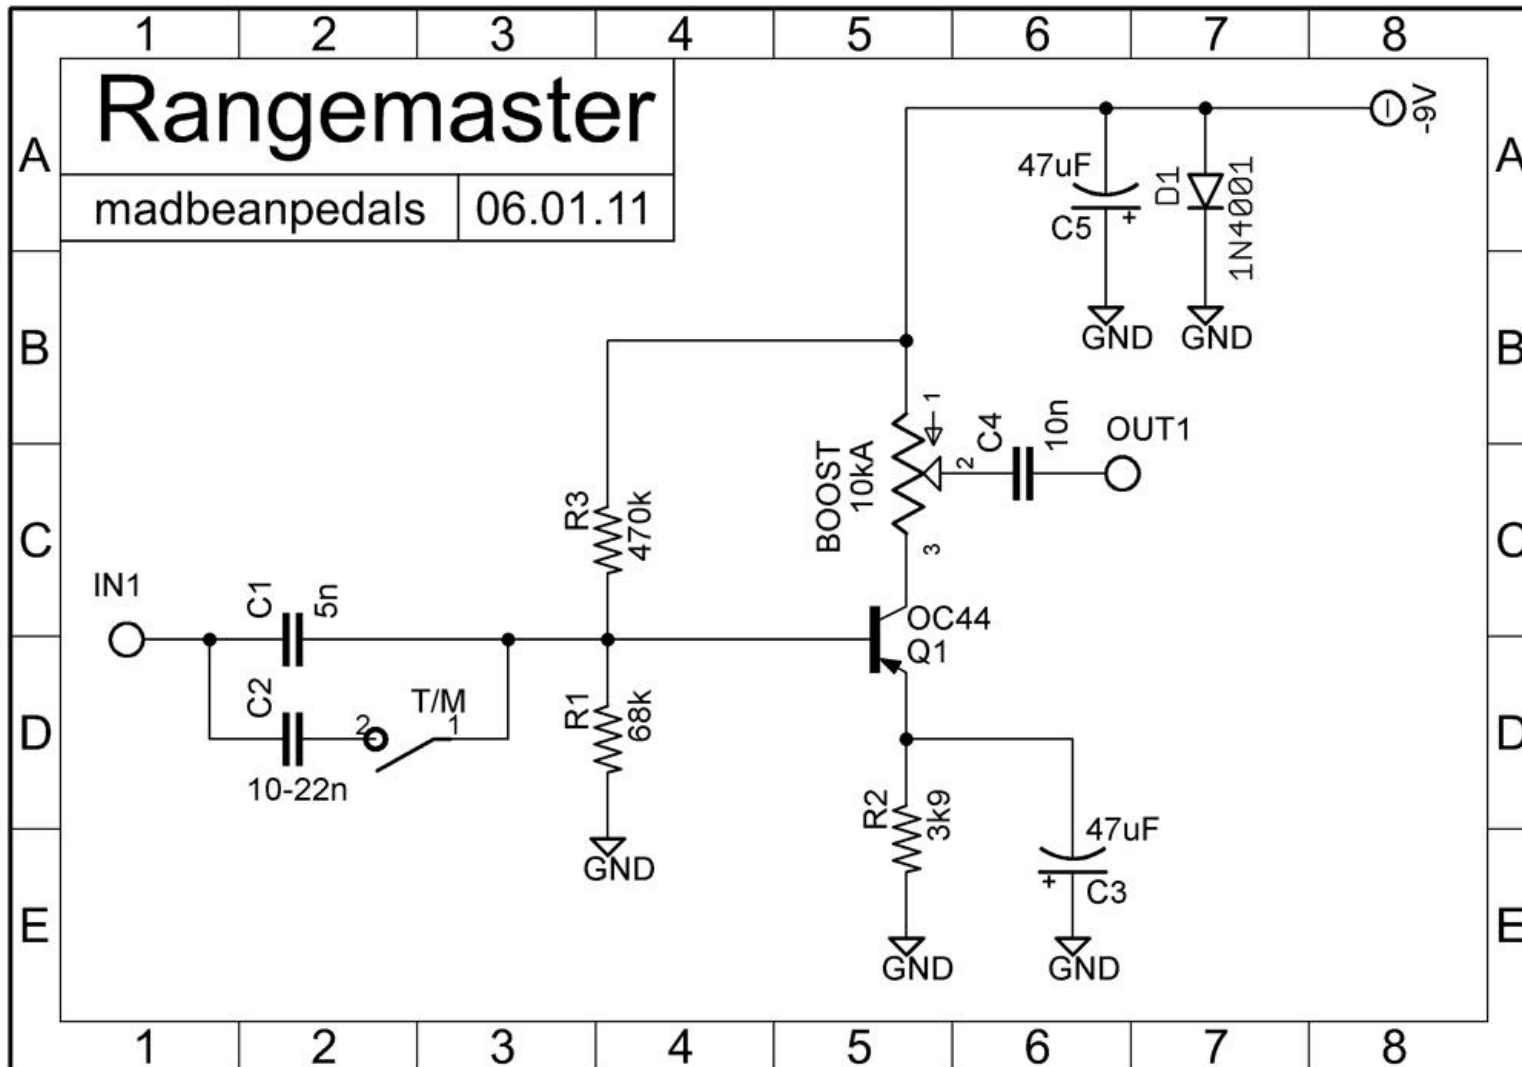 1 2 3 4 5 6 7 8
Rangemaster
madbeanpedals 06.01.11
A A
-9V
47uF
C5
+
D1
1N4001
GND GND
B B
BOOST
10kA
1
2
3
C4
10n
OUT1
R3
470k
C C
IN1
C1
5n
OC44
Q1
C2
10-22n
2
T/M
1
R1
68k
GND
D D
R2
3k9
47uF
+
C3
GND GND
E E
1 2 3 4 5 6 7 8